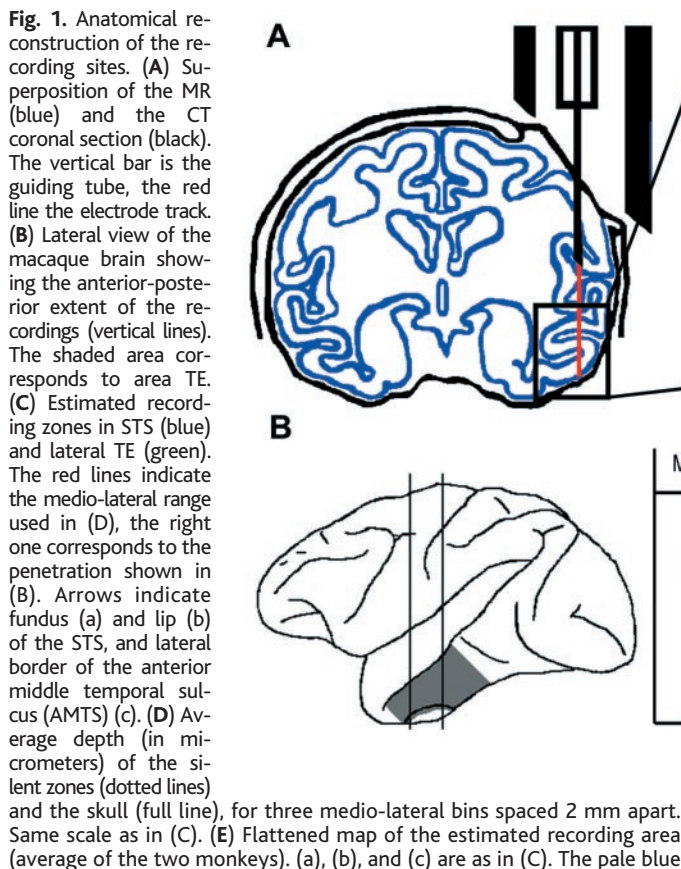 Fig. 1. Anatomical re-
construction of the re-
cording sites. (A) Su-
perposition of the MR
(blue) and the CT
coronal section (black).
The vertical bar is the
guiding tube, the red
line the electrode track.
(B) Lateral view of the
macaque brain show-
ing the anterior-poste-
rior extent of the re-
cordings (vertical lines).
The shaded area cor-
responds to area TE.
(C) Estimated record-
ing zones in STS (blue)
and lateral TE (green).
The red lines indicate
the medio-lateral range
used in (D), the right
one corresponds to the
penetration shown in
(B). Arrows indicate
fundus (a) and lip (b)
of the STS, and lateral
border of the anterior
middle temporal sul-
cus (AMTS) (c). (D) Av-
erage depth (in mi-
crometers) of the si-
lent zones (dotted lines)
and the skull (full line), for three medio-lateral bins spaced 2 mm apart.
Same scale as in (C). (E) Flattened map of the estimated recording area
(average of the two monkeys). (a), (b), and (c) are as in (C). The pale blue
A
B
M